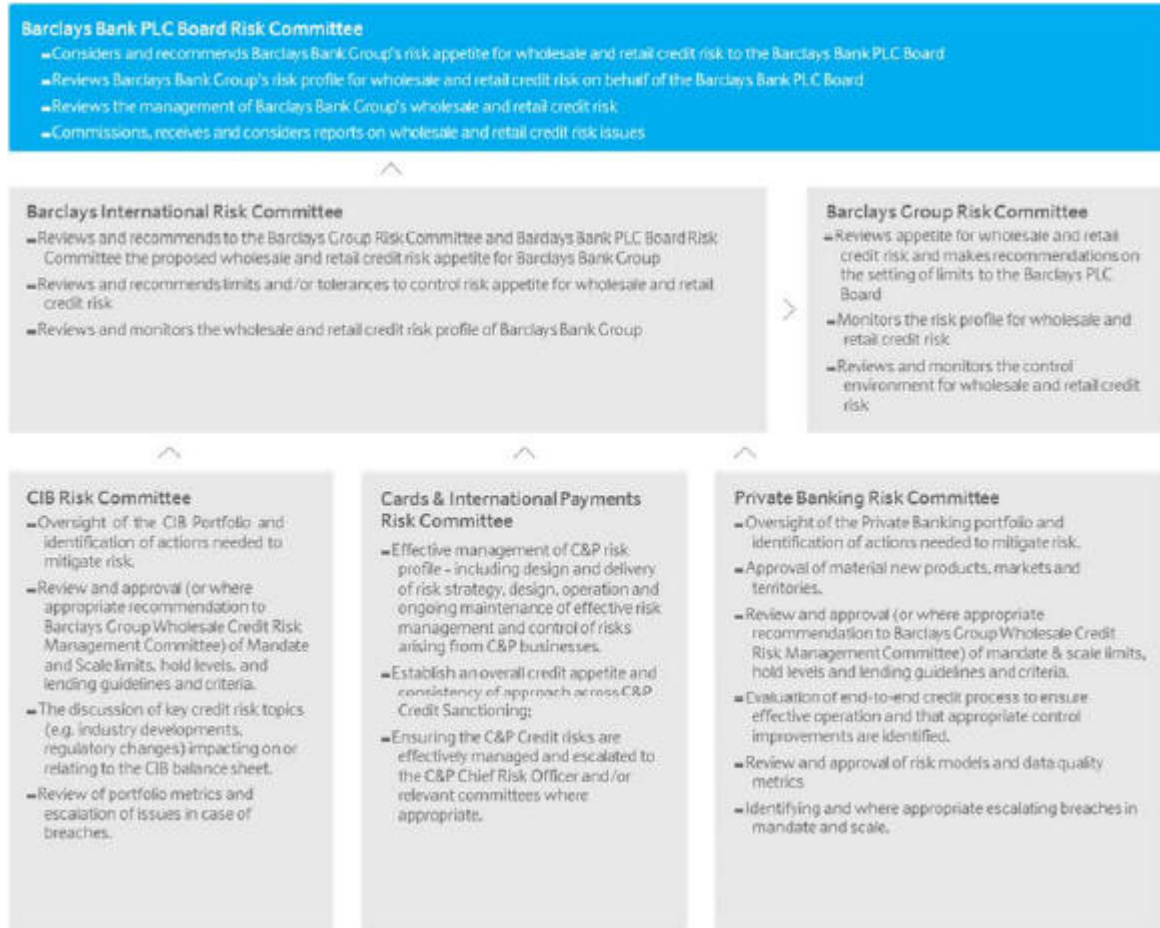 Barclays Bank PLC Board Risk Committee
Considers and recommends Barclays Bank Group's risk appetite for wholesale and retail credit risk to the Barclays Bank PLC Board
Reviews Barclays Bank Group's risk profile for wholesale and retail credit risk on behalf of the Barclays Bank PLC Board
Reviews the management of Barclays Bank Group's wholesale and retail credit risk
Commissions, receives and considers reports on wholesale and retail credit risk issues
Barclays International Risk Committee
Reviews and recommends to the Barclays Group Risk Committee and Barclays Bank PLC Board Risk
Committee the proposed wholesale and retail credit risk appetite for Barclays Bank Group
Reviews and recommends limits and/or tolerances to control risk appetite for wholesale and retail
credit risk
Reviews and monitors the wholesale and retail credit risk profile of Barclays Bank Group
Barclays Group Risk Committee
Reviews appetite for wholesale and retail
credit risk and makes recommendations on
the setting of limits to the Barclays PLC
Board
Monitors the risk profile for wholesale and
retail credit risk
Reviews and monitors the control
environment for wholesale and retail credit
risk
CIB Risk Committee
Oversight of the CIB Portfolio and
identification of actions needed to
mitigate risk.
Review and approval (or where
appropriate recommendation to
Barclays Group Wholesale Credit Risk
Management Committee) of Mandate
and Scale limits, hold levels, and
lending guidelines and criteria.
The discussion of key credit risk topics
(e.g. industry developments,
regulatory changes) impacting on or
relating to the CIB balance sheet.
Review of portfolio metrics and
escalation of issues in case of
breaches.
Cards & International Payments
Risk Committee
Effective management of C&P risk
profile - including design and delivery
of risk strategy, design, operation and
ongoing maintenance of effective risk
management and control of risks
arising from C&P businesses.
Establish an overall credit appetite and
consistency of approach across C&P
Credit Sanctioning;
Ensuring the C&P Credit risks are
effectively managed and escalated to
the C&P Chief Risk Officer and/or
relevant committees where
appropriate.
Private Banking Risk Committee
Oversight of the Private Banking portfolio and
identification of actions needed to mitigate risk.
Approval of material new products, markets and
territories.
Review and approval (or where appropriate
recommendation to Barclays Group Wholesale Credit
Risk Management Committee) of mandate & scale limits,
hold levels and lending guidelines and criteria.
Evaluation of end-to-end credit process to ensure
effective operation and that appropriate control
improvements are identified.
Review and approval of risk models and data quality
metrics
Identifying and where appropriate escalating breaches in
mandate and scale.